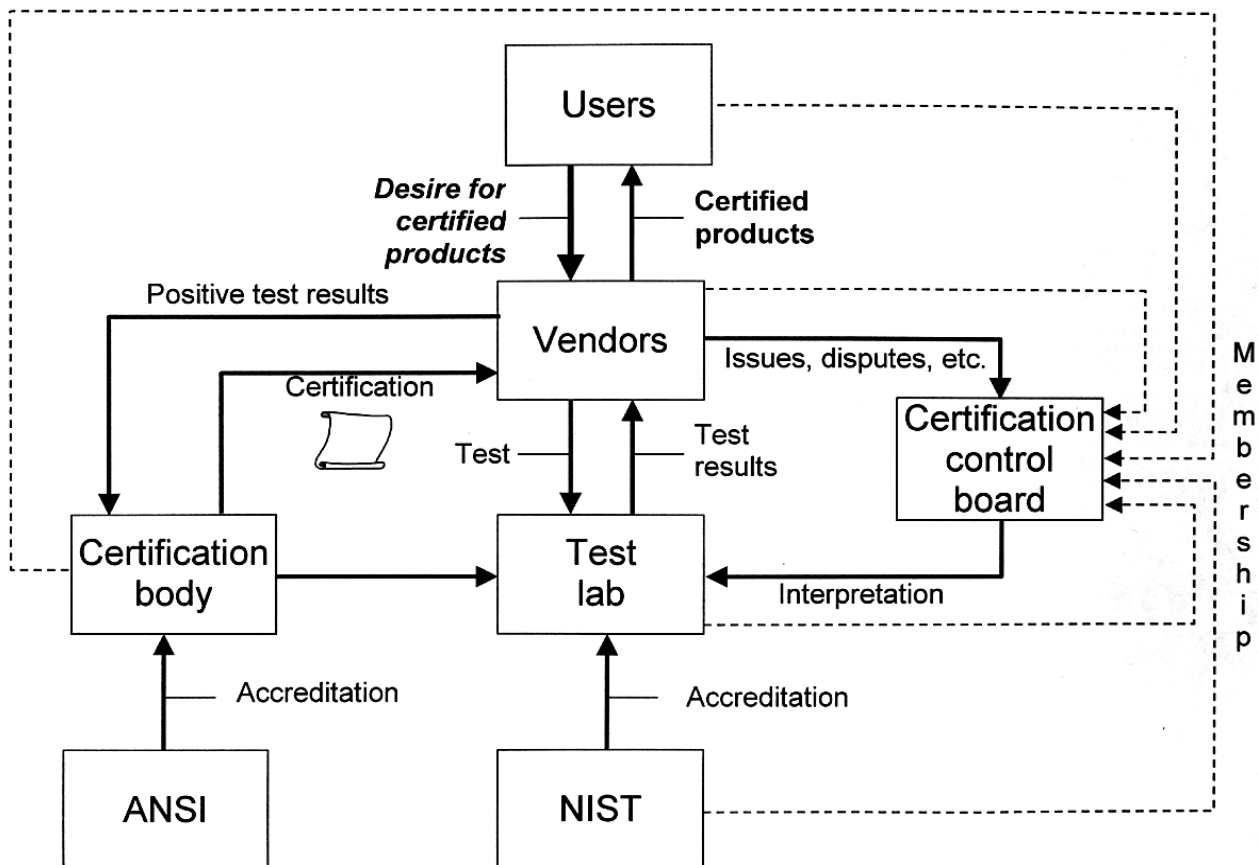 Users
Desire for
certified
products
Certified
products
Positive test results
Vendors
Issues, disputes, etc.
Certification
Test
Test
results
Certification
control
board
Membership
Certification
body
Test
lab
Interpretation
Accreditation
Accreditation
ANSI
NIST